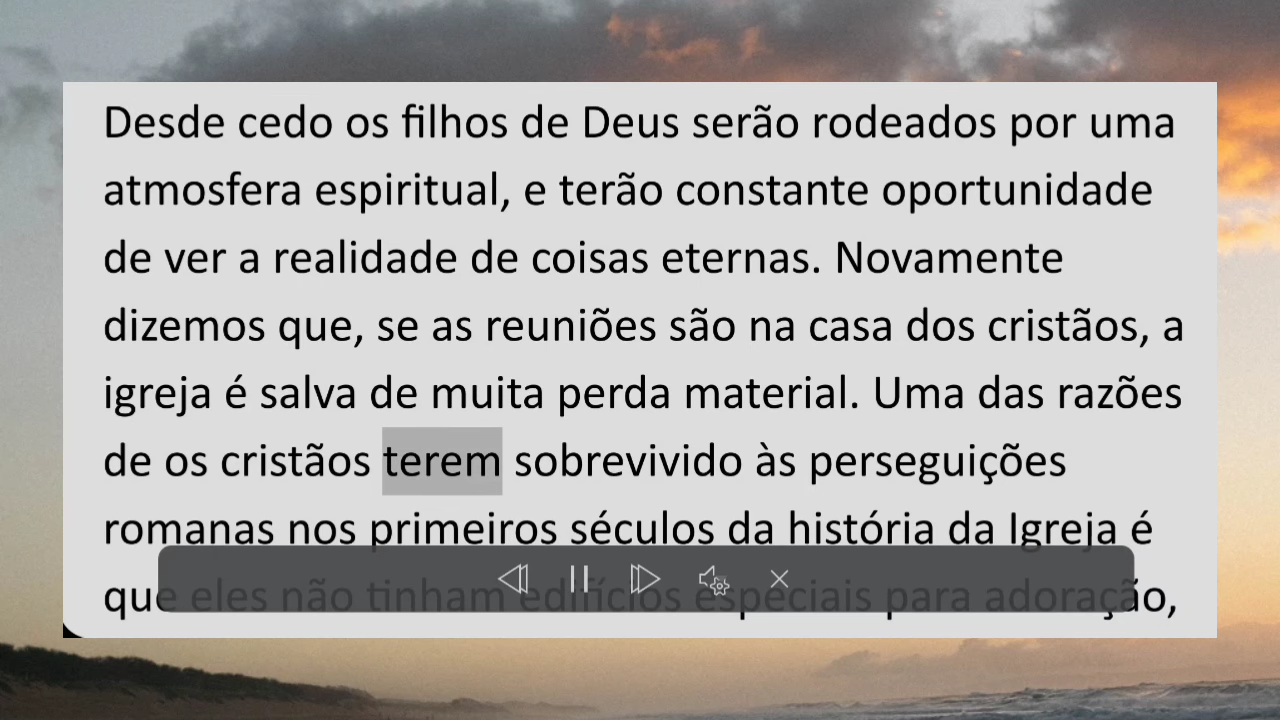 Desde cedo os filhos de Deus serão rodeados por uma
atmosfera espiritual, e terão constante oportunidade
de ver a realidade de coisas eternas. Novamente
dizemos que, se as reuniões são na casa dos cristãos, a
igreja é salva de muita perda material. Uma das razões
de os cristãos terem sobrevivido às perseguições
romanas nos primeiros séculos da história da Igreja é
que eles não tinham edifícios especiais para adoração,